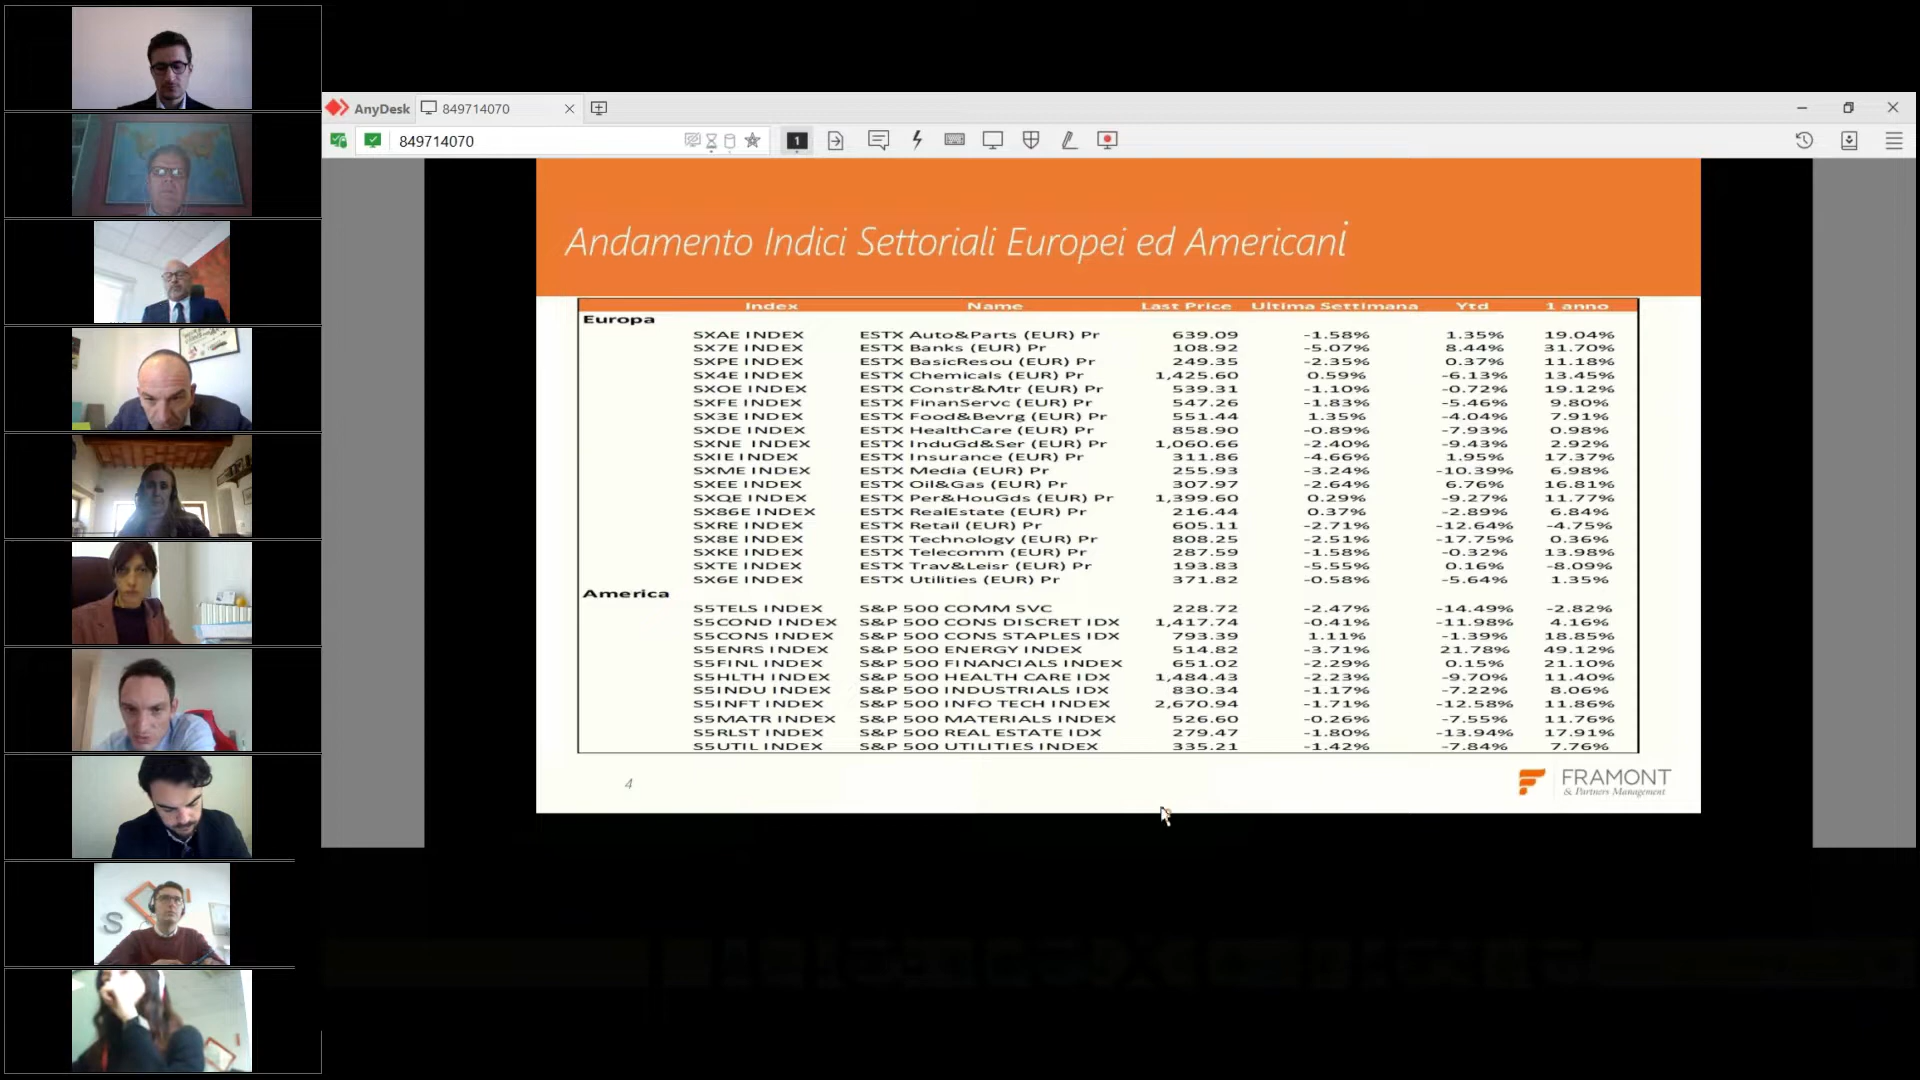 AnyDesk 849714070
849714070
1
Andamento Indici Settoriali Europei ed Americani
Index Name Last Price Ultima Settimana Ytd 1 anno
Europa
SXAE INDEX ESTX Auto&Parts (EUR) Pr 639.09 -1.58% 1.35% 19.04%
SX7E INDEX ESTX Banks (EUR) Pr 108.92 -5.07% 8.44% 31.70%
SXPE INDEX ESTX BasicResou (EUR) Pr 249.35 -2.35% 0.37% 11.18%
SX4E INDEX ESTX Chemicals (EUR) Pr 1,425.60 0.59% -6.13% 13.45%
SXOE INDEX ESTX Constr&Mtr (EUR) Pr 539.31 -1.10% -0.72% 19.12%
SXFE INDEX ESTX FinanServc (EUR) Pr 547.26 -1.83% -5.46% 9.80%
SX3E INDEX ESTX Food&Bevrg (EUR) Pr 551.44 1.35% -4.04% 7.91%
SXDE INDEX ESTX HealthCare (EUR) Pr 858.90 -0.89% -7.93% 0.98%
SXNE INDEX ESTX InduGd&Ser (EUR) Pr 1,060.66 -2.40% -9.43% 2.92%
SXIE INDEX ESTX Insurance (EUR) Pr 311.86 -4.66% 1.95% 17.37%
SXME INDEX ESTX Media (EUR) Pr 255.93 -3.24% -10.39% 6.98%
SXEE INDEX ESTX Oil&Gas (EUR) Pr 307.97 -2.64% 6.76% 16.81%
SXQE INDEX ESTX Per&HouGds (EUR) Pr 1,399.60 0.29% -9.27% 11.77%
SX86E INDEX ESTX RealEstate (EUR) Pr 216.44 0.37% -2.89% 6.84%
SXRE INDEX ESTX Retail (EUR) Pr 605.11 -2.71% -12.64% -4.75%
SX8E INDEX ESTX Technology (EUR) Pr 808.25 -2.51% -17.75% 0.36%
SXKE INDEX ESTX Telecomm (EUR) Pr 287.59 -1.58% -0.32% 13.98%
SXTE INDEX ESTX Trav&Leisr (EUR) Pr 193.83 -5.55% 0.16% -8.09%
SX6E INDEX ESTX Utilities (EUR) Pr 371.82 -0.58% -5.64% 1.35%
America
S5TELS INDEX S&P 500 COMM SVC 228.72 -2.47% -14.49% -2.82%
S5COND INDEX S&P 500 CONS DISCRET IDX 1,417.74 -0.41% -11.98% 4.16%
S5CONS INDEX S&P 500 CONS STAPLES IDX 793.39 1.11% -1.39% 18.85%
S5ENRS INDEX S&P 500 ENERGY INDEX 514.82 -3.71% 21.78% 49.12%
S5FINL INDEX S&P 500 FINANCIALS INDEX 651.02 -2.29% 0.15% 21.10%
S5HLTH INDEX S&P 500 HEALTH CARE IDX 1,484.43 -2.23% -9.70% 11.40%
S5INDU INDEX S&P 500 INDUSTRIALS IDX 830.34 -1.17% -7.22% 8.06%
S5INFT INDEX S&P 500 INFO TECH INDEX 2,670.94 -1.71% -12.58% 11.86%
S5MATR INDEX S&P 500 MATERIALS INDEX 526.60 -0.26% -7.55% 11.76%
S5RLST INDEX S&P 500 REAL ESTATE IDX 279.47 -1.80% -13.94% 17.91%
S5UTIL INDEX S&P 500 UTILITIES INDEX 335.21 -1.42% -7.84% 7.76%
4
FRAMONT
& Partners Management
S